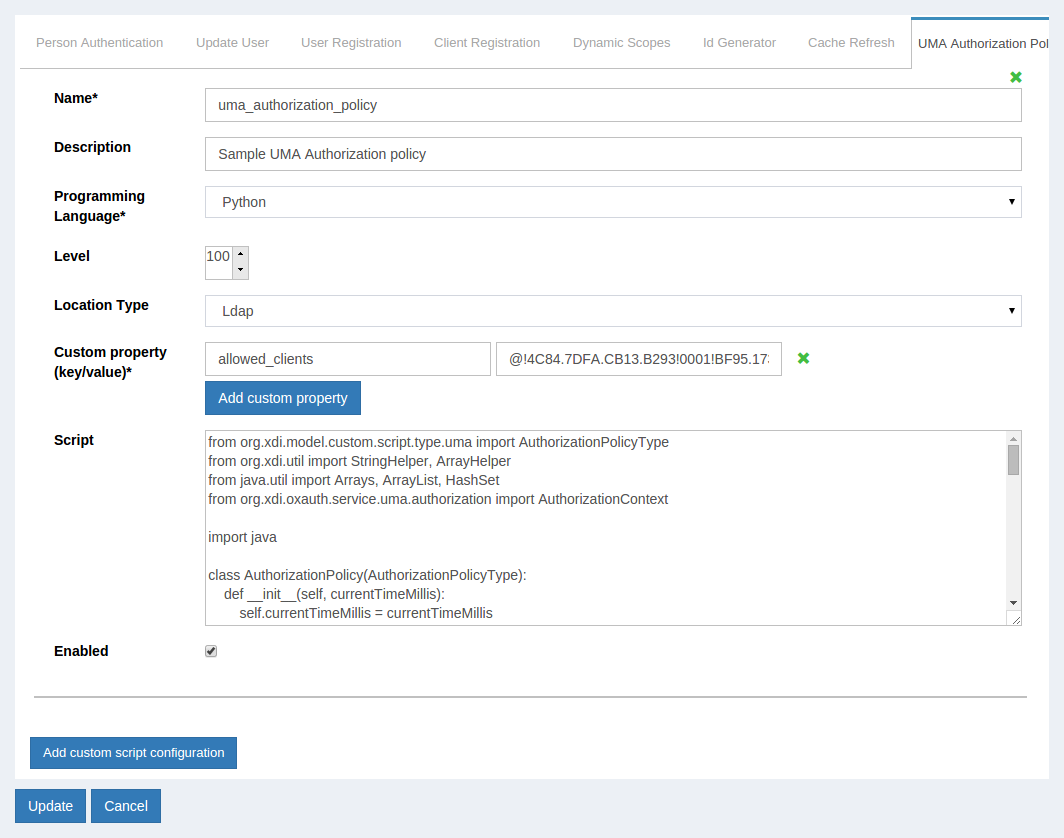 Person Authentication Update User User Registration Client Registration Dynamic Scopes Id Generator Cache Refresh UMA Authorization Pol
Name* uma_authorization_policy
Description Sample UMA Authorization policy
Programming
Language* Python
Level 100
Location Type Ldap
Custom property
(key/value)* allowed_clients @!4C84.7DFA.CB13.B293!0001!BF95.17
Add custom property
Script
from org.xdi.model.custom.script.type.uma import AuthorizationPolicyType
from org.xdi.util import StringHelper, ArrayHelper
from java.util import Arrays, ArrayList, HashSet
from org.xdi.oxauth.service.uma.authorization import AuthorizationContext
import java
class AuthorizationPolicy(AuthorizationPolicyType):
def __init__(self, currentTimeMillis):
self.currentTimeMillis = currentTimeMillis
Enabled
Add custom script configuration
Update Cancel